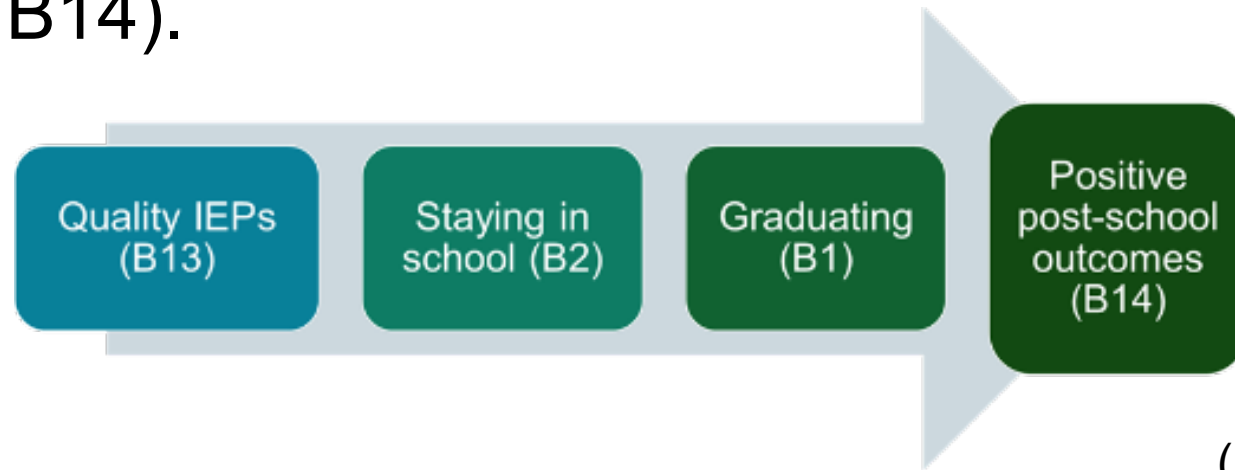 B14).
Quality IEPs
(B13)
Staying in
school (B2)
Graduating
(B1)
Positive
post-school
outcomes
(B14)
(